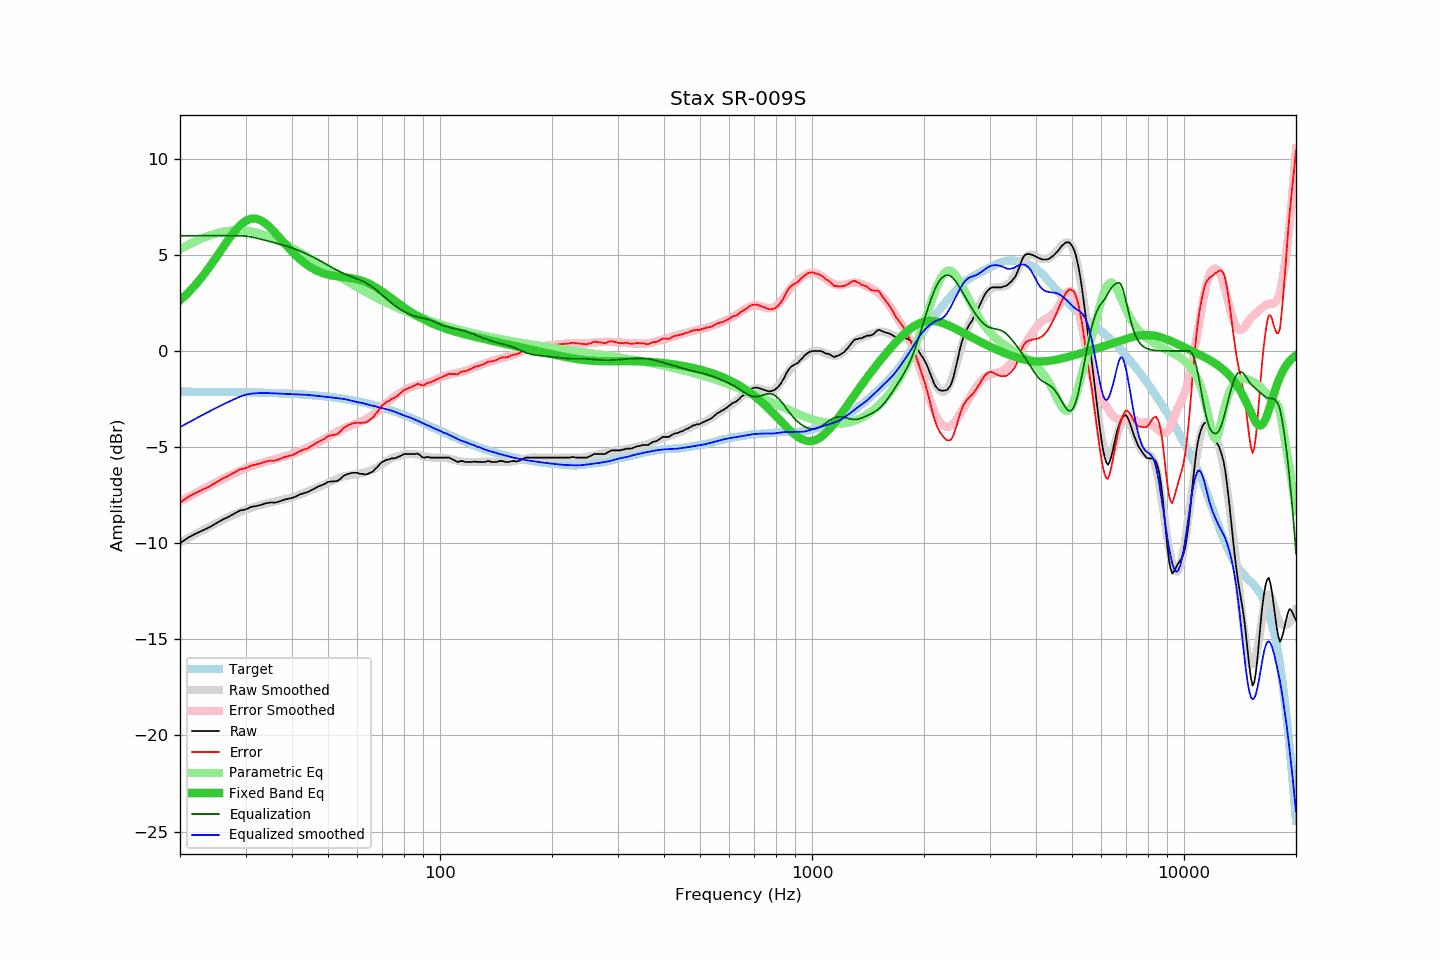 Stax SR-009S
Amplitude (dBr)
10
5
0
−5
−10
−15
−20
−25
Target
Raw Smoothed
Error Smoothed
Raw
Error
Parametric Eq
Fixed Band Eq
Equalization
Equalized smoothed
100
1000
10000
Frequency (Hz)